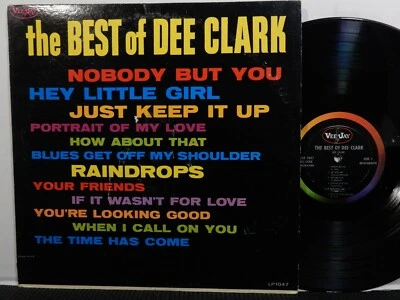 VEE JAY
the BEST of DEE CLARK
NOBODY BUT YOU
HEY LITTLE GIRL
JUST KEEP IT UP
PORTRAIT OF MY LOVE
HOW ABOUT THAT
BLUES GET OFF MY SHOULDER
RAINDROPS
YOUR FRIENDS
IF IT WASN'T FOR LOVE
YOU'RE LOOKING GOOD
WHEN I CALL ON YOU
THE TIME HAS COME
LP1047
VEE JAY
THE BEST OF DEE CLARK